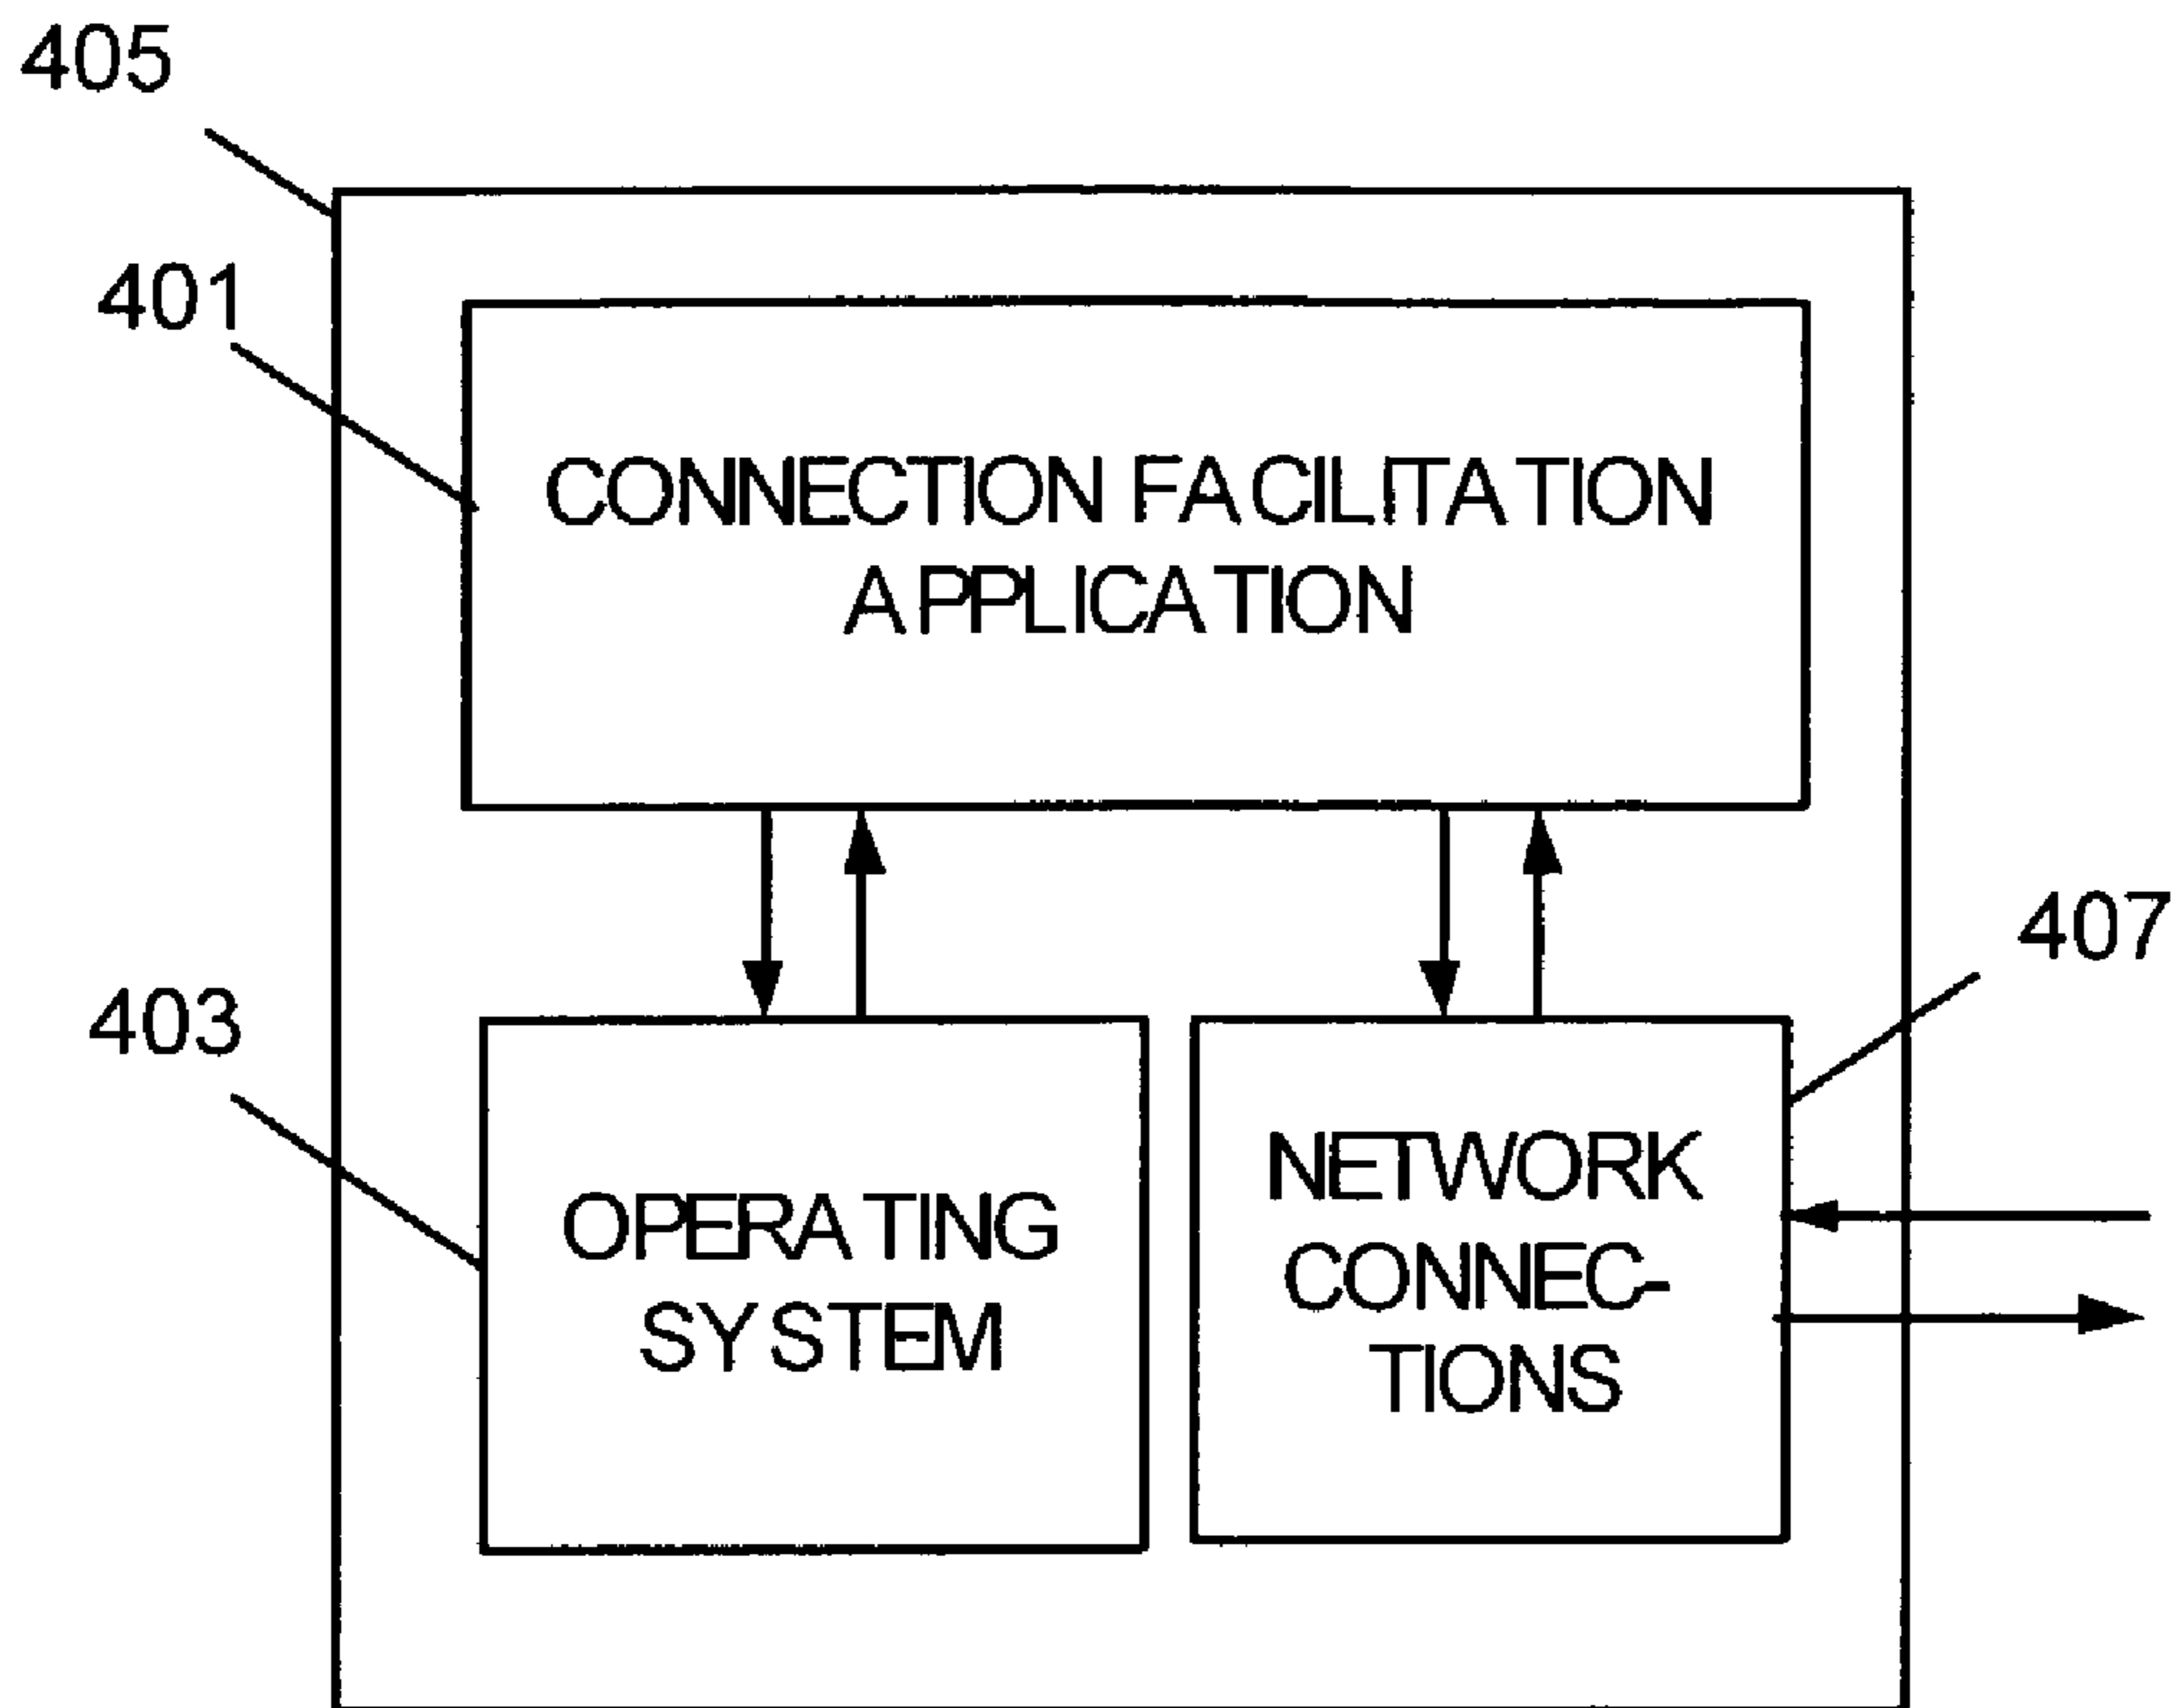 405
401
CONNECTION FACILITATION
APPLICATION
407
403
OPERATING
SYSTEM
NETWORK
CONNEC-
TIONS